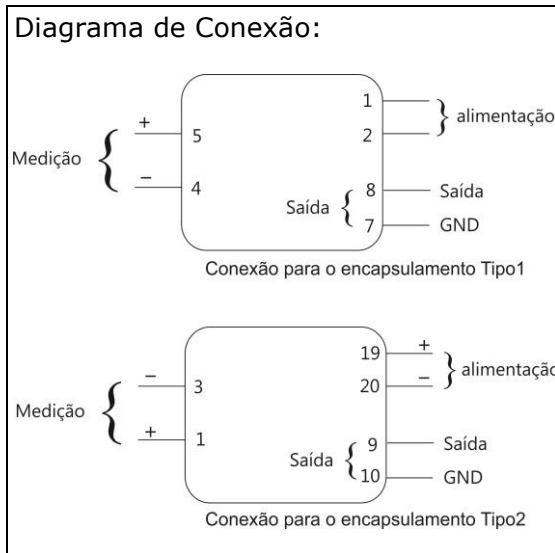 Diagrama de Conexão:
1
alimentação
2
+
5
Medição
−
4
8
Saída
Saída
7
GND
Conexão para o encapsulamento Tipo1
19
+
alimentação
20
−
−
3
Medição
+
1
9
Saída
Saída
10
GND
Conexão para o encapsulamento Tipo2